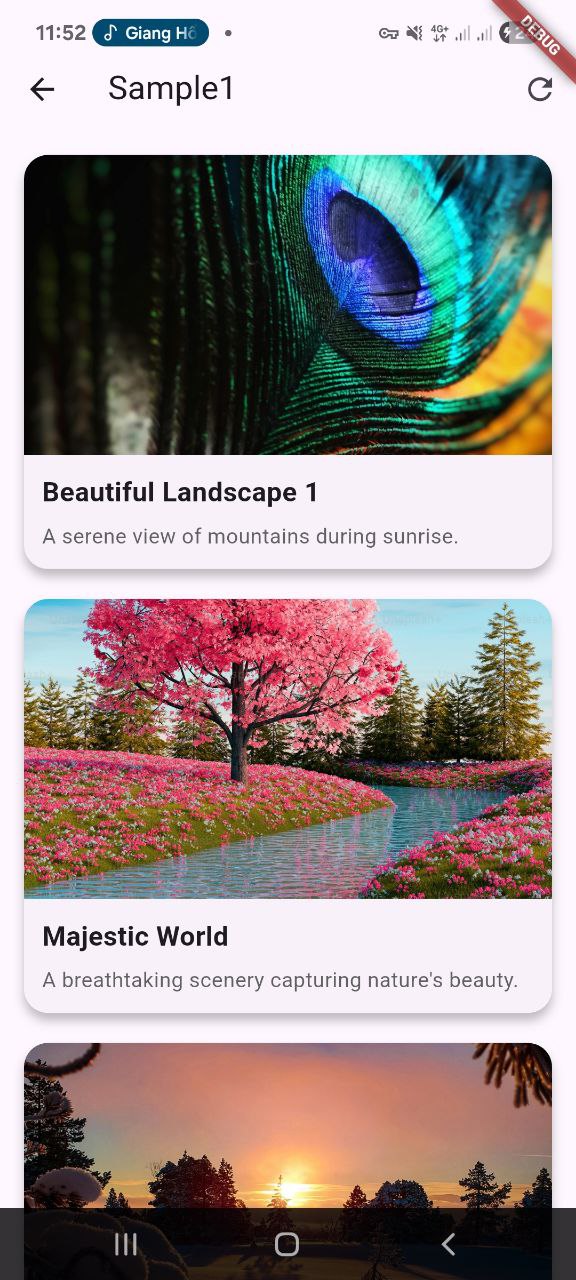 11:52
Giang Hồ
4G+
DEBUG
Sample1
Beautiful Landscape 1
A serene view of mountains during sunrise.
Majestic World
A breathtaking scenery capturing nature's beauty.